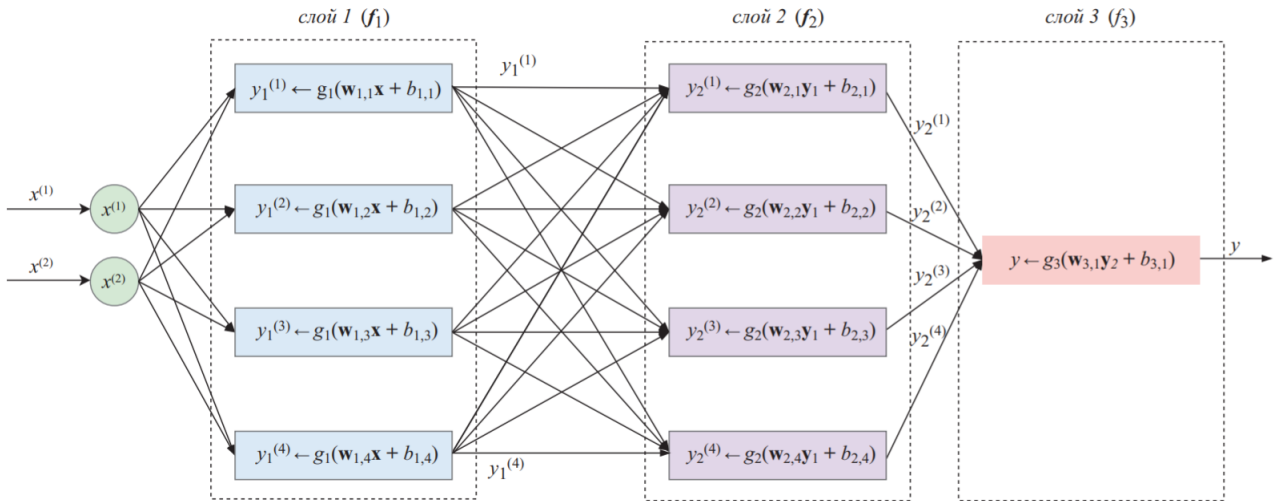 слой 1 (f₁)
слой 2 (f₂)
слой 3 (f₃)
x⁽¹⁾
x⁽²⁾
x⁽¹⁾
x⁽²⁾
y₁⁽¹⁾ ← g₁(w₁,₁x + b₁,₁)
y₁⁽²⁾ ← g₁(w₁,₂x + b₁,₂)
y₁⁽³⁾ ← g₁(w₁,₃x + b₁,₃)
y₁⁽⁴⁾ ← g₁(w₁,₄x + b₁,₄)
y₁⁽¹⁾
y₁⁽⁴⁾
y₂⁽¹⁾ ← g₂(w₂,₁y₁ + b₂,₁)
y₂⁽²⁾ ← g₂(w₂,₂y₁ + b₂,₂)
y₂⁽³⁾ ← g₂(w₂,₃y₁ + b₂,₃)
y₂⁽⁴⁾ ← g₂(w₂,₄y₁ + b₂,₄)
y₂⁽¹⁾
y₂⁽²⁾
y₂⁽³⁾
y₂⁽⁴⁾
y ← g₃(w₃,₁y₂ + b₃,₁)
y